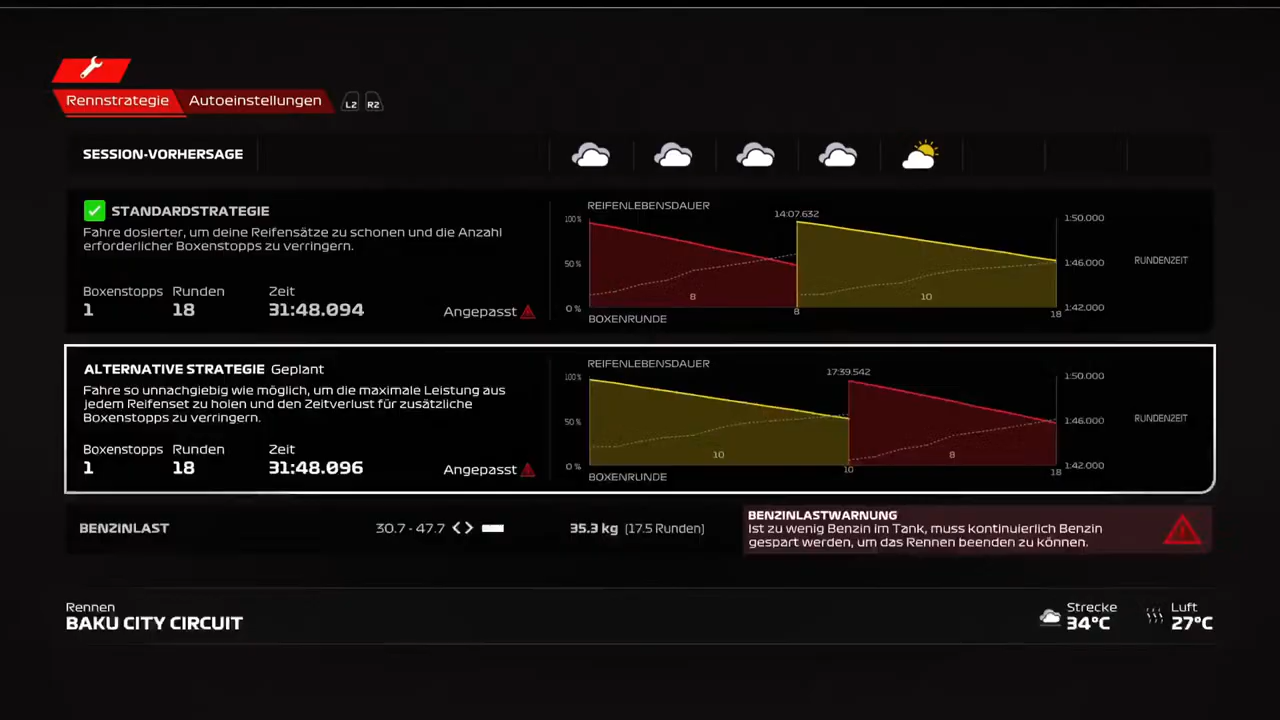 Rennstrategie Autoeinstellungen L2 R2
SESSION-VORHERSAGE
STANDARDSTRATEGIE
Fahre dosierter, um deine Reifensätze zu schonen und die Anzahl
erforderlicher Boxenstopps zu verringern.
Boxenstopps Runden Zeit
1 18 31:48.094 Angepasst
REIFENLEBENSDAUER
14:07.632
100% 1:50.000
50% 1:46.000 RUNDENZEIT
8 10
0% 8 18 1:42.000
BOXENRUNDE
ALTERNATIVE STRATEGIE Geplant
Fahre so unnachgiebig wie möglich, um die maximale Leistung aus
jedem Reifenset zu holen und den Zeitverlust für zusätzliche
Boxenstopps zu verringern.
Boxenstopps Runden Zeit
1 18 31:48.096 Angepasst
REIFENLEBENSDAUER
17:39.542
100% 1:50.000
50% 1:46.000 RUNDENZEIT
10 8
0% 10 18 1:42.000
BOXENRUNDE
BENZINLAST 30.7 - 47.7 <> 35.3 kg (17.5 Runden)
BENZINLASTWARNUNG
Ist zu wenig Benzin im Tank, muss kontinuierlich Benzin
gespart werden, um das Rennen beenden zu können.
Rennen
BAKU CITY CIRCUIT
Strecke
34°C
Luft
27°C